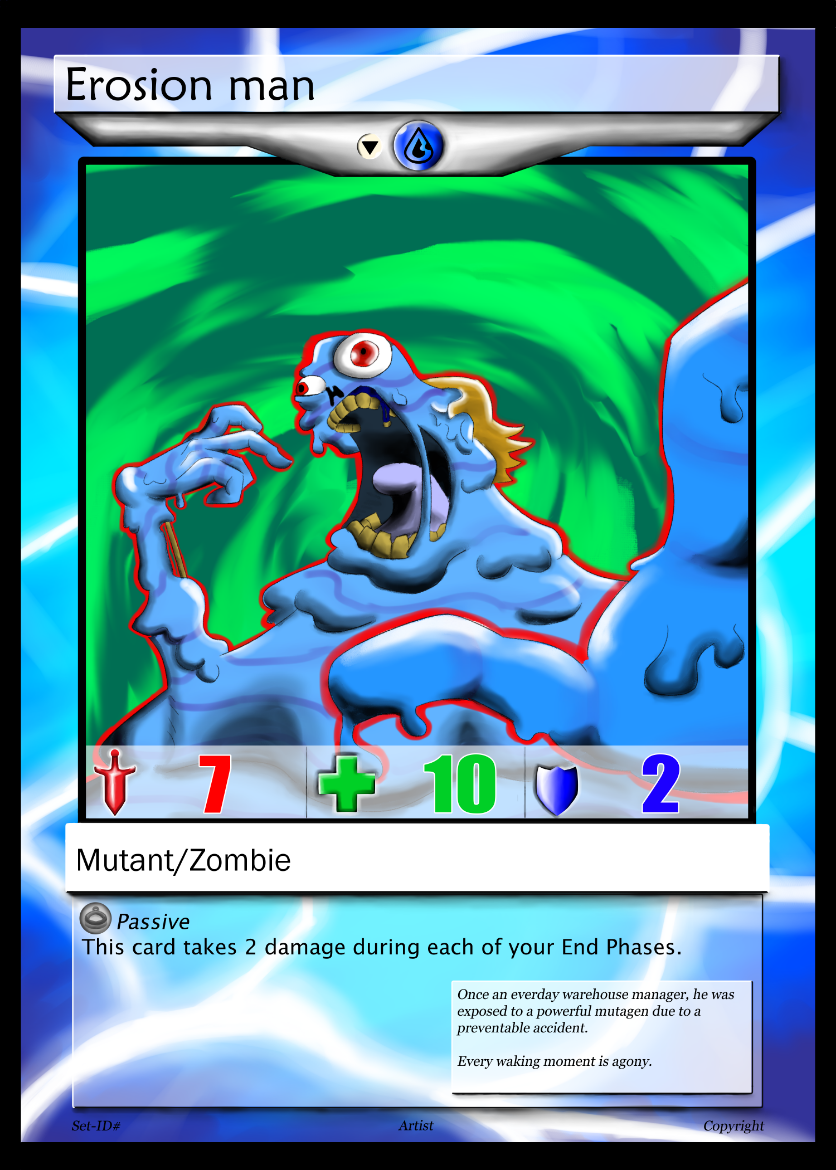 Erosion man
7 10 2
Mutant/Zombie
Passive
This card takes 2 damage during each of your End Phases.
Once an everday warehouse manager, he was
exposed to a powerful mutagen due to a
preventable accident.
Every waking moment is agony.
Set-ID# Artist Copyright